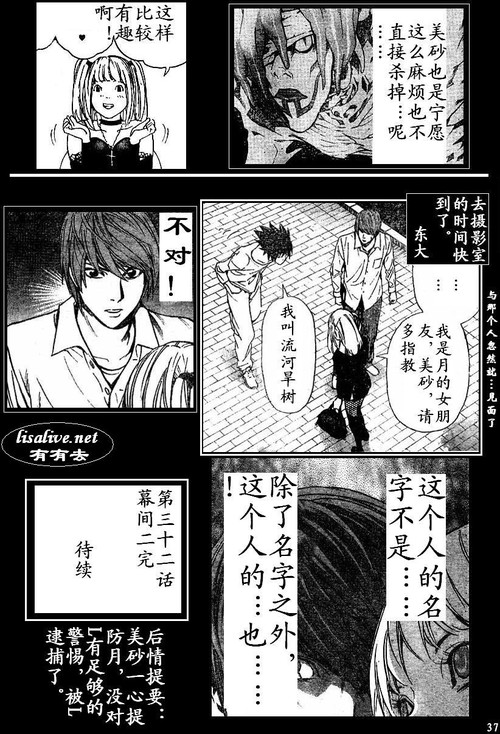 美砂也是宁愿
这么麻烦也不
直接杀掉…呢
这样
比较
有趣
啊！
去摄影室
的时间快
到了。
东大
……
我是月的女朋
友，美砂，请
多指教
我叫流河旱树
不对！
与那个人忽然就…见面了
lisalive.net
有有去
这个人的名
字不是……
除了名字之外，
这个人的…也……
！
第三十二话
幕间二完
待续
后情提要：
美砂一心提
防月，没对
L有足够的
警惕，被L
逮捕了。
37